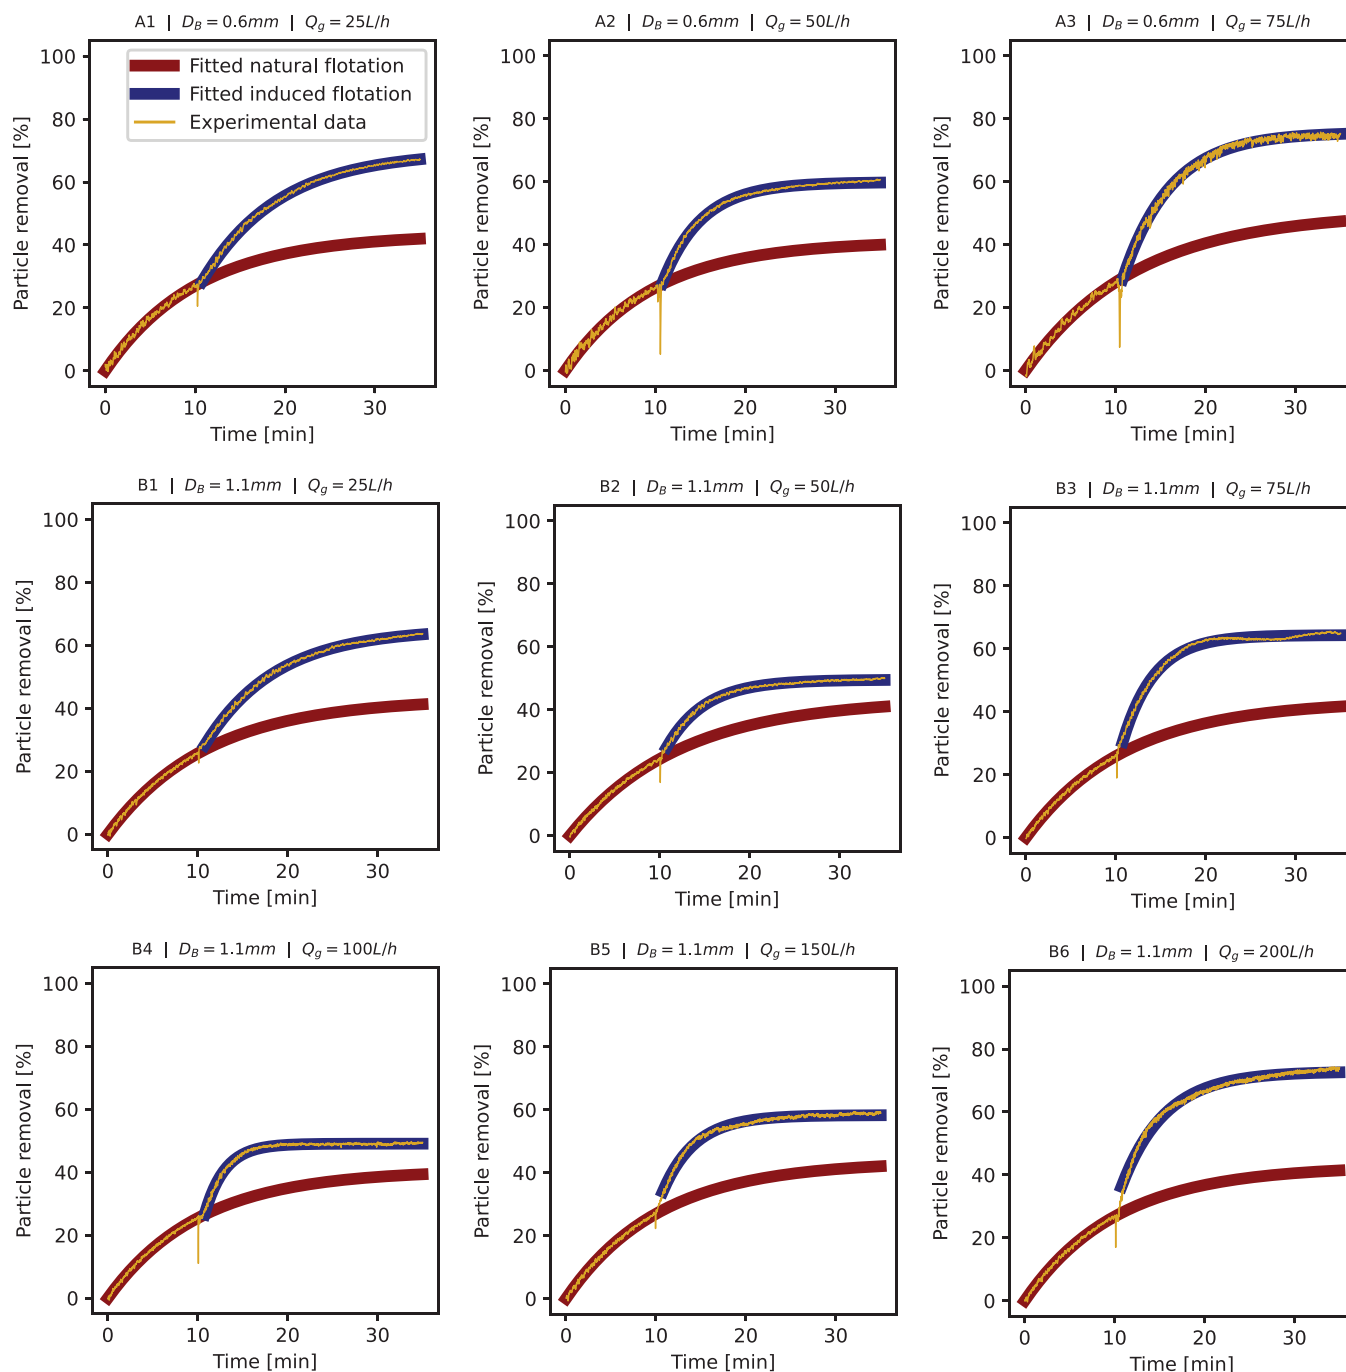 A1 | D_B = 0.6mm | Q_g = 25L/h
A2 | D_B = 0.6mm | Q_g = 50L/h
A3 | D_B = 0.6mm | Q_g = 75L/h
Particle removal [%]
100
80
60
40
20
0
Fitted natural flotation
Fitted induced flotation
Experimental data
0 10 20 30
Time [min]
Particle removal [%]
100
80
60
40
20
0
0 10 20 30
Time [min]
Particle removal [%]
100
80
60
40
20
0
0 10 20 30
Time [min]
B1 | D_B = 1.1mm | Q_g = 25L/h
B2 | D_B = 1.1mm | Q_g = 50L/h
B3 | D_B = 1.1mm | Q_g = 75L/h
Particle removal [%]
100
80
60
40
20
0
0 10 20 30
Time [min]
Particle removal [%]
100
80
60
40
20
0
0 10 20 30
Time [min]
Particle removal [%]
100
80
60
40
20
0
0 10 20 30
Time [min]
B4 | D_B = 1.1mm | Q_g = 100L/h
B5 | D_B = 1.1mm | Q_g = 150L/h
B6 | D_B = 1.1mm | Q_g = 200L/h
Particle removal [%]
100
80
60
40
20
0
0 10 20 30
Time [min]
Particle removal [%]
100
80
60
40
20
0
0 10 20 30
Time [min]
Particle removal [%]
100
80
60
40
20
0
0 10 20 30
Time [min]